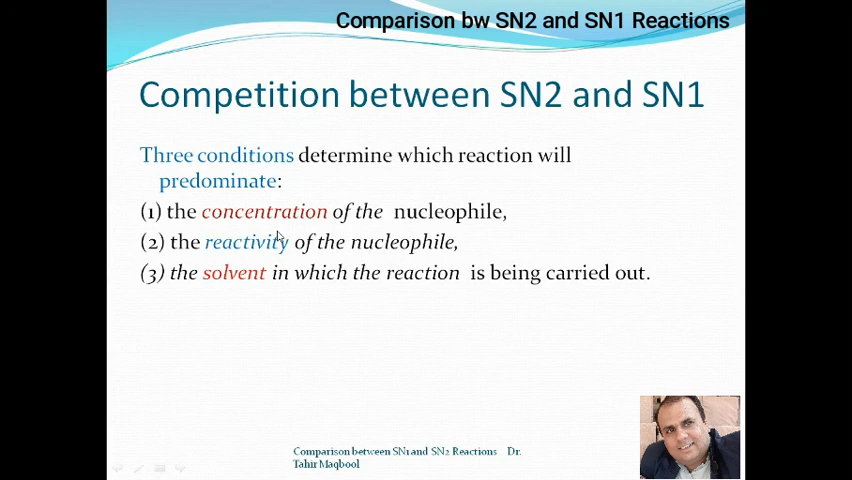 Comparison bw SN2 and SN1 Reactions
Competition between SN2 and SN1
Three conditions determine which reaction will
predominate:
(1) the concentration of the nucleophile,
(2) the reactivity of the nucleophile,
(3) the solvent in which the reaction is being carried out.
Comparison between SN1 and SN2 Reactions Dr.
Tahir Maqbool